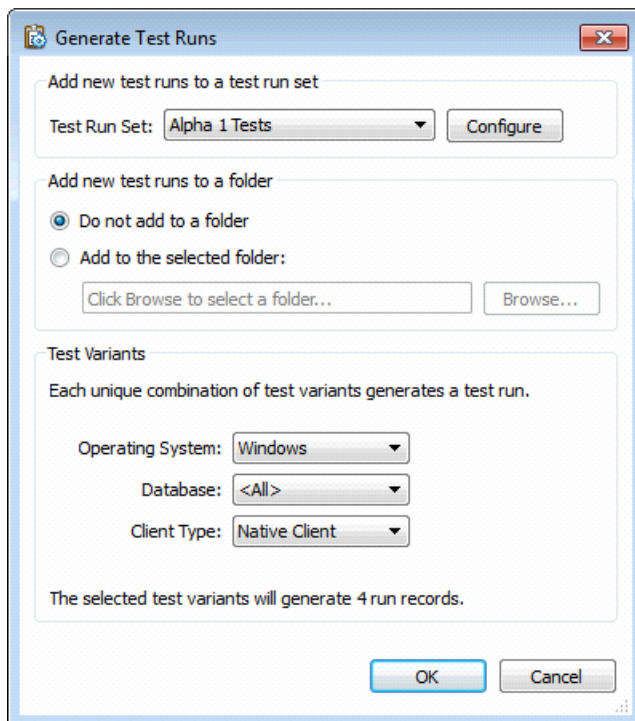 Generate Test Runs
Add new test runs to a test run set
Test Run Set: Alpha 1 Tests Configure
Add new test runs to a folder
Do not add to a folder
Add to the selected folder:
Click Browse to select a folder... Browse...
Test Variants
Each unique combination of test variants generates a test run.
Operating System: Windows
Database: <All>
Client Type: Native Client
The selected test variants will generate 4 run records.
OK Cancel